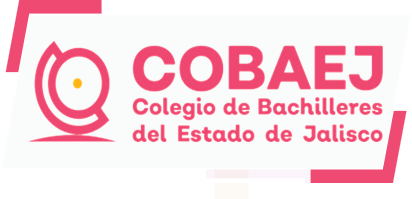 COBAEJ
Colegio de Bachilleres
del Estado de Jalisco